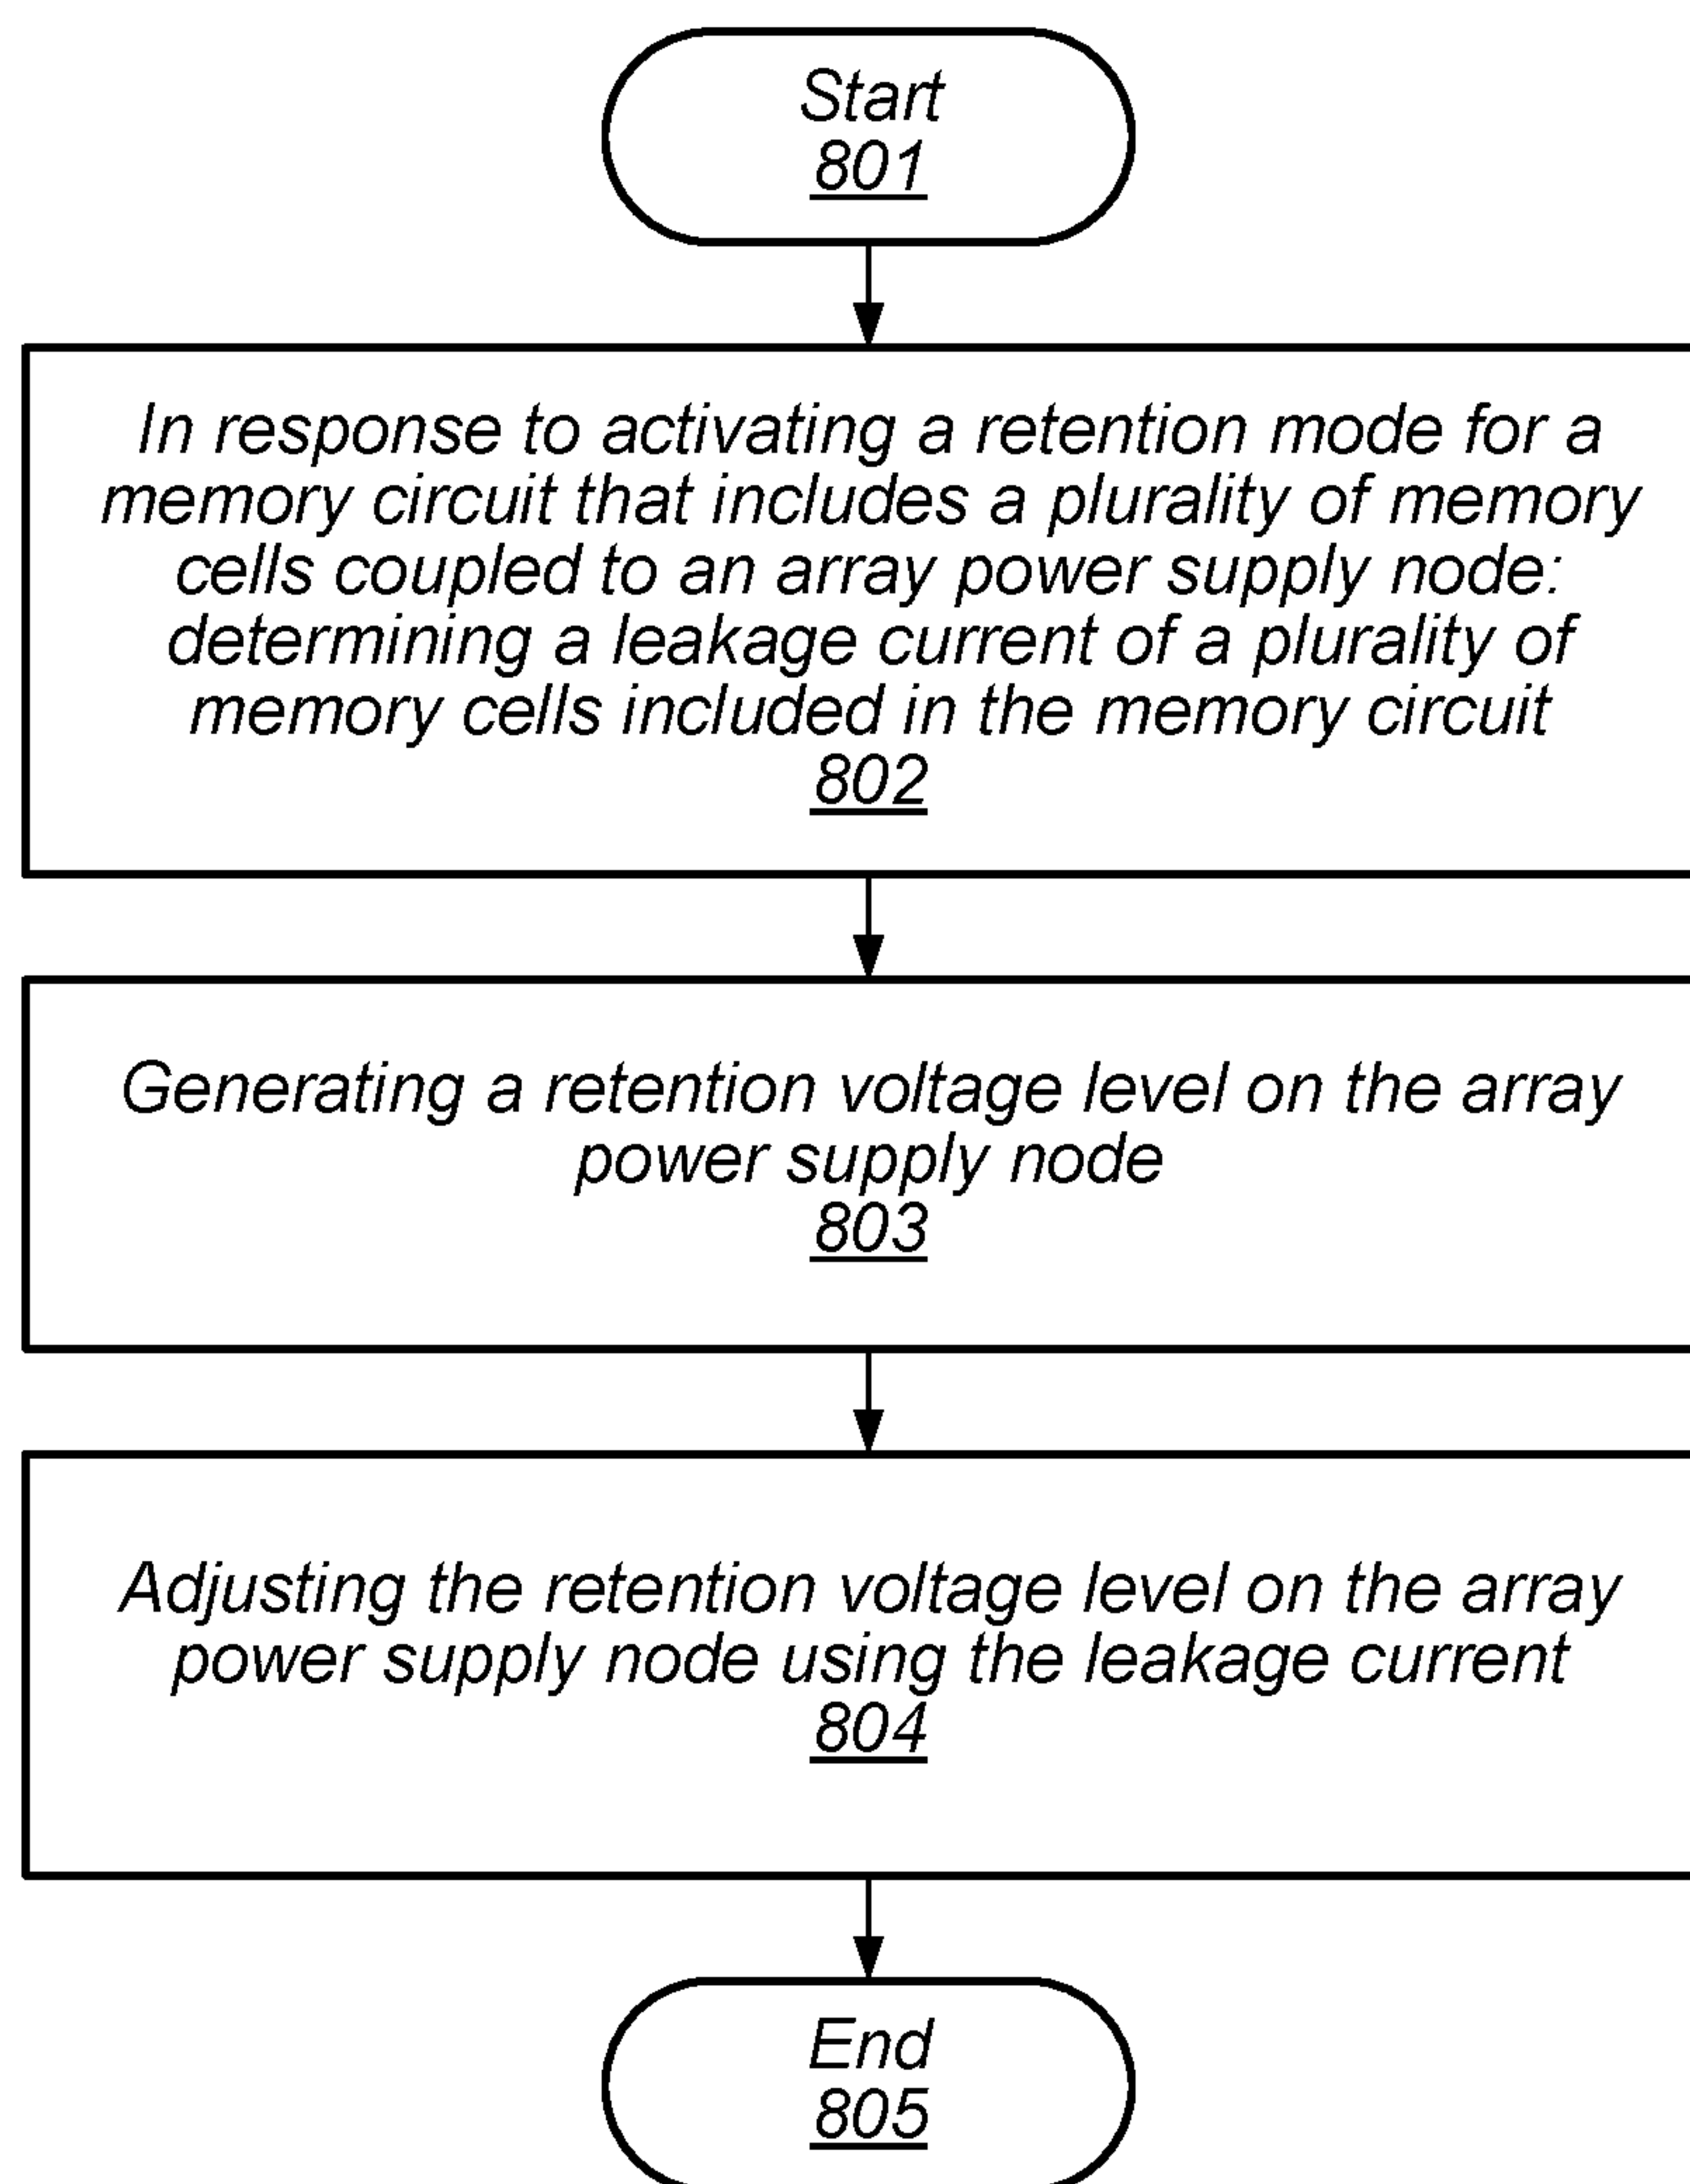 Start
801
In response to activating a retention mode for a
memory circuit that includes a plurality of memory
cells coupled to an array power supply node:
determining a leakage current of a plurality of
memory cells included in the memory circuit
802
Generating a retention voltage level on the array
power supply node
803
Adjusting the retention voltage level on the array
power supply node using the leakage current
804
End
805